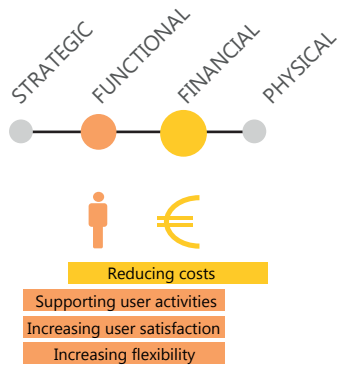 STRATEGIC
FUNCTIONAL
FINANCIAL
PHYSICAL
€
Reducing costs
Supporting user activities
Increasing user satisfaction
Increasing flexibility